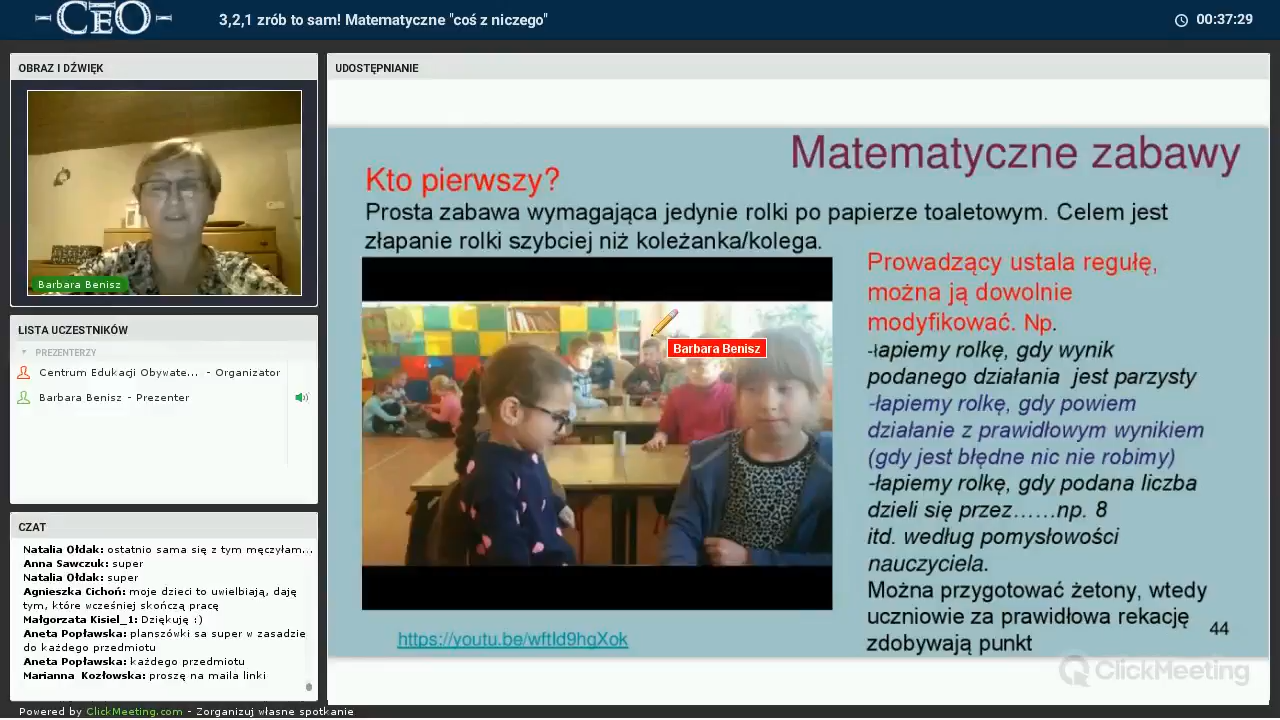 CEO
3,2,1 zrób to sam! Matematyczne "coś z niczego"
00:37:29
OBRAZ I DŹWIĘK
Barbara Benisz
LISTA UCZESTNIKÓW
PREZENTERZY
Centrum Edukacji Obywate... - Organizator
Barbara Benisz - Prezenter
CZAT
Natalia Ołdak: ostatnio sama się z tym męczyłam...
Anna Sawczuk: super
Natalia Ołdak: super
Agnieszka Cichoń: moje dzieci to uwielbiają, daję
tym, które wcześniej skończą pracę
Małgorzata Kisiel_1: Dziękuję :)
Aneta Popławska: planszówki sa super w zasadzie
do każdego przedmiotu
Aneta Popławska: każdego przedmiotu
Marianna Kozłowska: proszę na maila linki
UDOSTĘPNIANIE
Matematyczne zabawy
Kto pierwszy?
Prosta zabawa wymagająca jedynie rolki po papierze toaletowym. Celem jest
złapanie rolki szybciej niż koleżanka/kolega.
Barbara Benisz
Prowadzący ustala regułę,
można ją dowolnie
modyfikować. Np.
-łapiemy rolkę, gdy wynik
podanego działania jest parzysty
-łapiemy rolkę, gdy powiem
działanie z prawidłowym wynikiem
(gdy jest błędne nic nie robimy)
-łapiemy rolkę, gdy podana liczba
dzieli się przez......np. 8
itd. według pomysłowości
nauczyciela.
Można przygotować żetony, wtedy
uczniowie za prawidłowa rekację
zdobywają punkt
https://youtu.be/wftId9hgXok
44
ClickMeeting
Powered by ClickMeeting.com - Zorganizuj własne spotkanie